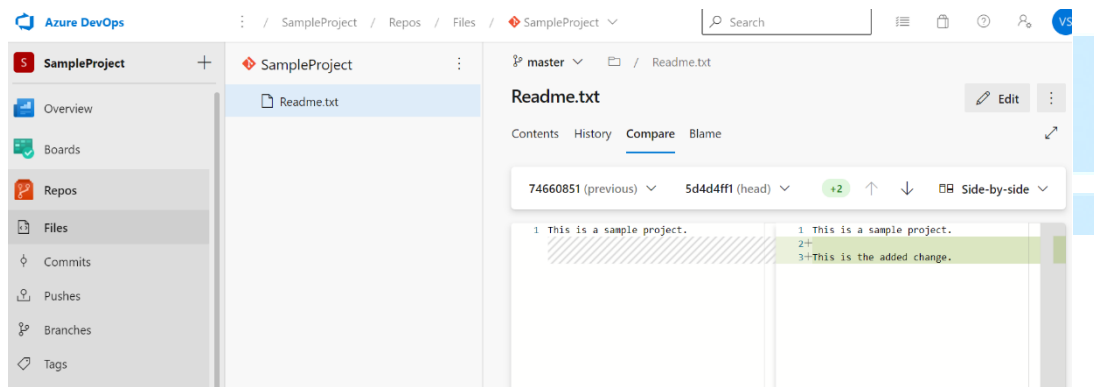 Azure DevOps
/ SampleProject / Repos / Files / SampleProject
Search
VS
S SampleProject
Overview
Boards
Repos
Files
Commits
Pushes
Branches
Tags
SampleProject
Readme.txt
master / Readme.txt
Readme.txt
Edit
Contents History Compare Blame
74660851 (previous) 5d4d4ff1 (head) +2 Side-by-side
1 This is a sample project.
1 This is a sample project.
2+
3+This is the added change.